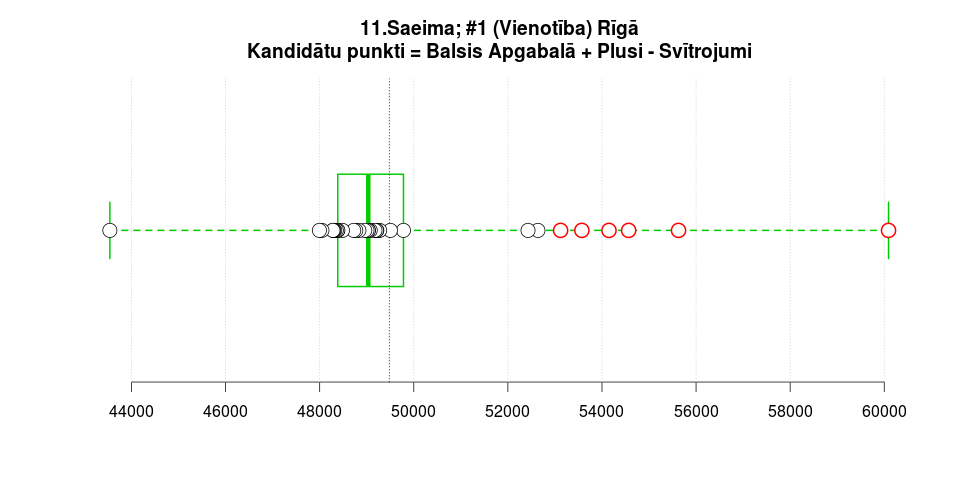 11.Saeima; #1 (Vienotība) Rīgā
Kandidātu punkti = Balsis Apgabalā + Plusi - Svītrojumi
44000 46000 48000 50000 52000 54000 56000 58000 60000